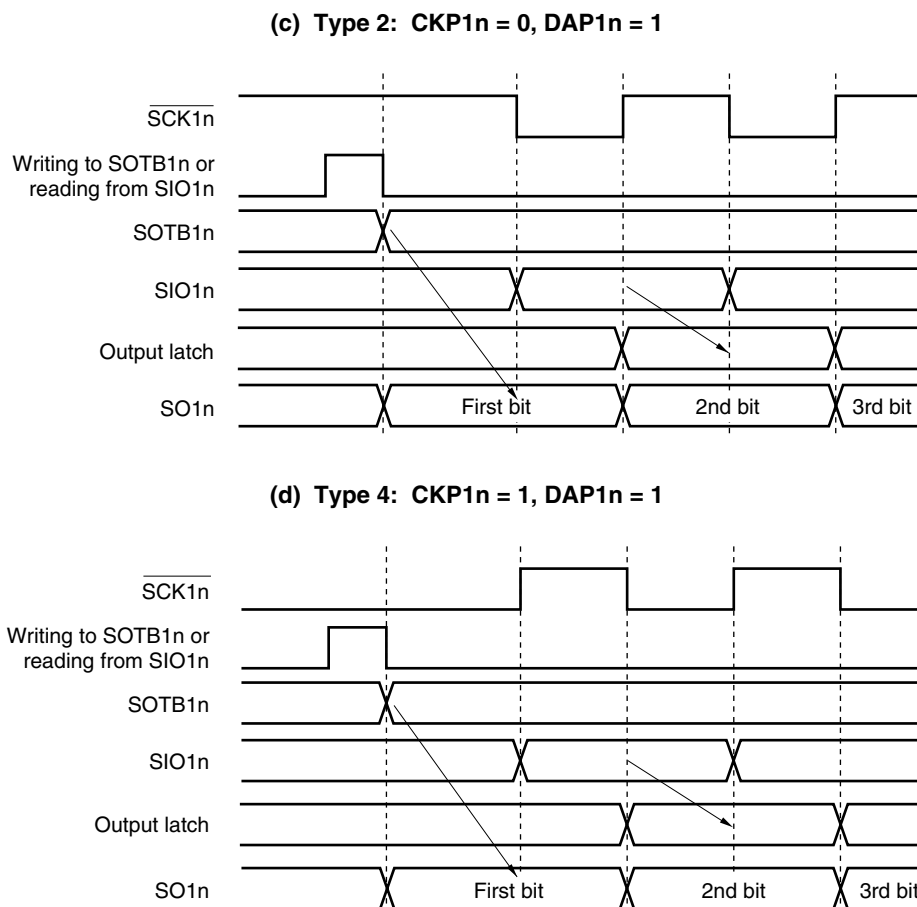 (c) Type 2: CKP1n = 0, DAP1n = 1
SCK1n
Writing to SOTB1n or
reading from SIO1n
SOTB1n
SIO1n
Output latch
SO1n
First bit
2nd bit
3rd bit
(d) Type 4: CKP1n = 1, DAP1n = 1
SCK1n
Writing to SOTB1n or
reading from SIO1n
SOTB1n
SIO1n
Output latch
SO1n
First bit
2nd bit
3rd bit